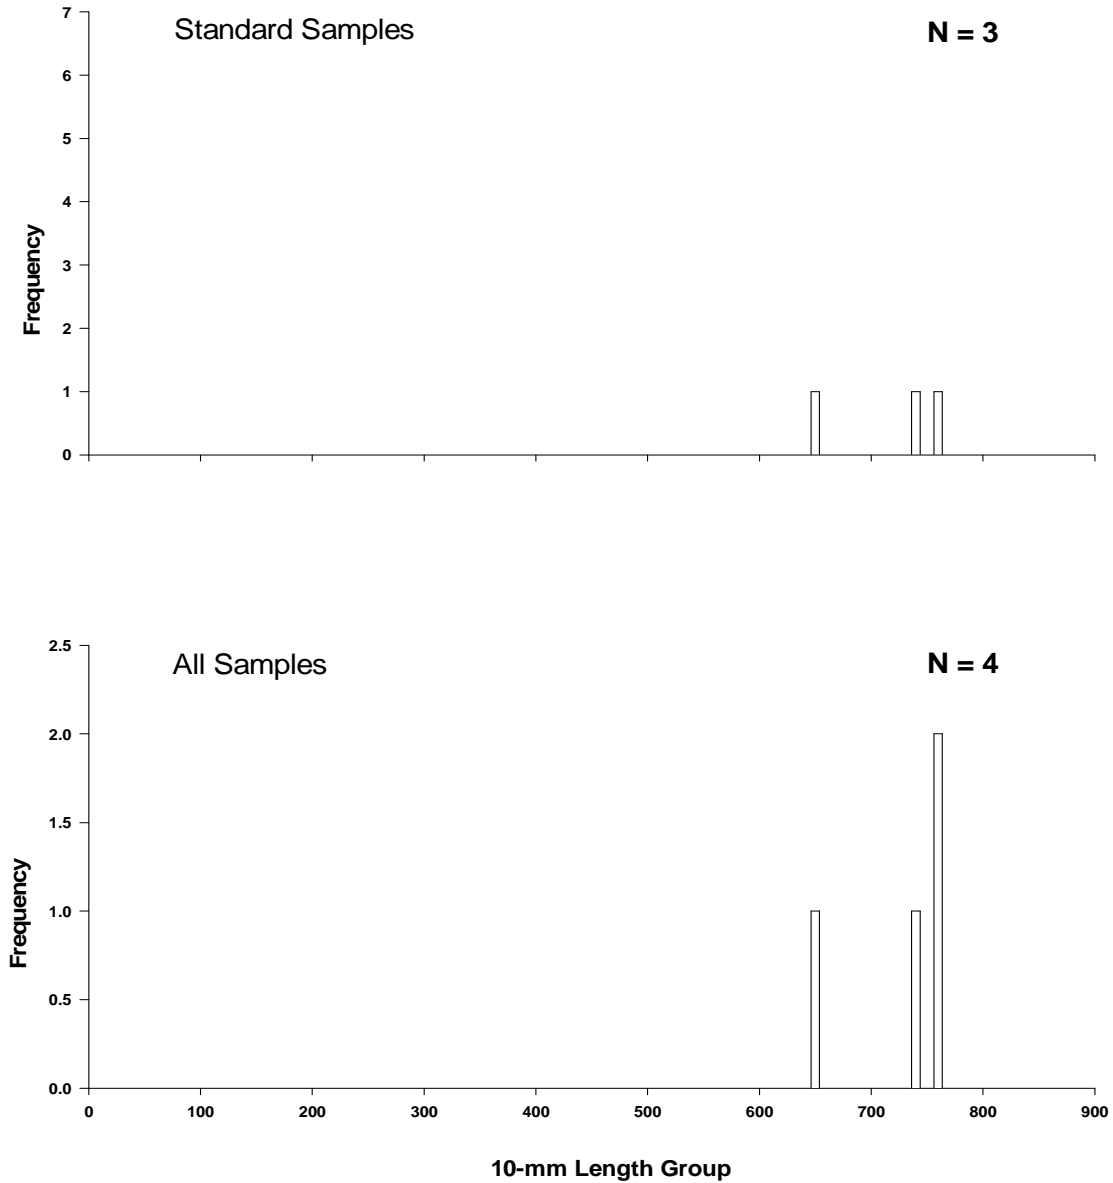 Standard Samples
N = 3
7
6
5
4
3
2
1
0
Frequency
All Samples
N = 4
2.5
2.0
1.5
1.0
0.5
0.0
Frequency
0 100 200 300 400 500 600 700 800 900
10-mm Length Group